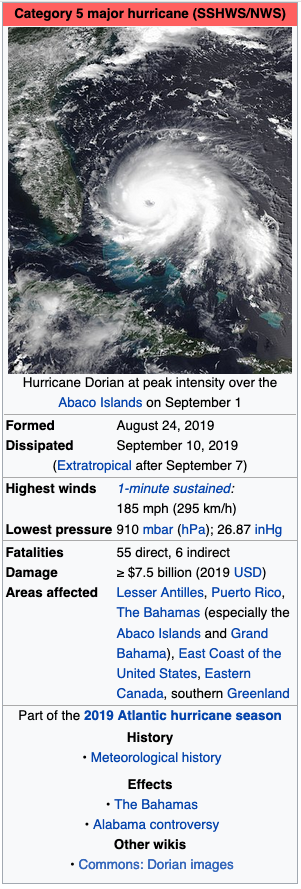 Category 5 major hurricane (SSHWS/NWS)
Hurricane Dorian at peak intensity over the
Abaco Islands on September 1
Formed August 24, 2019
Dissipated September 10, 2019
(Extratropical after September 7)
Highest winds 1-minute sustained:
185 mph (295 km/h)
Lowest pressure 910 mbar (hPa); 26.87 inHg
Fatalities 55 direct, 6 indirect
Damage ≥ $7.5 billion (2019 USD)
Areas affected Lesser Antilles, Puerto Rico,
The Bahamas (especially the
Abaco Islands and Grand
Bahama), East Coast of the
United States, Eastern
Canada, southern Greenland
Part of the 2019 Atlantic hurricane season
History
• Meteorological history
Effects
• The Bahamas
• Alabama controversy
Other wikis
• Commons: Dorian images